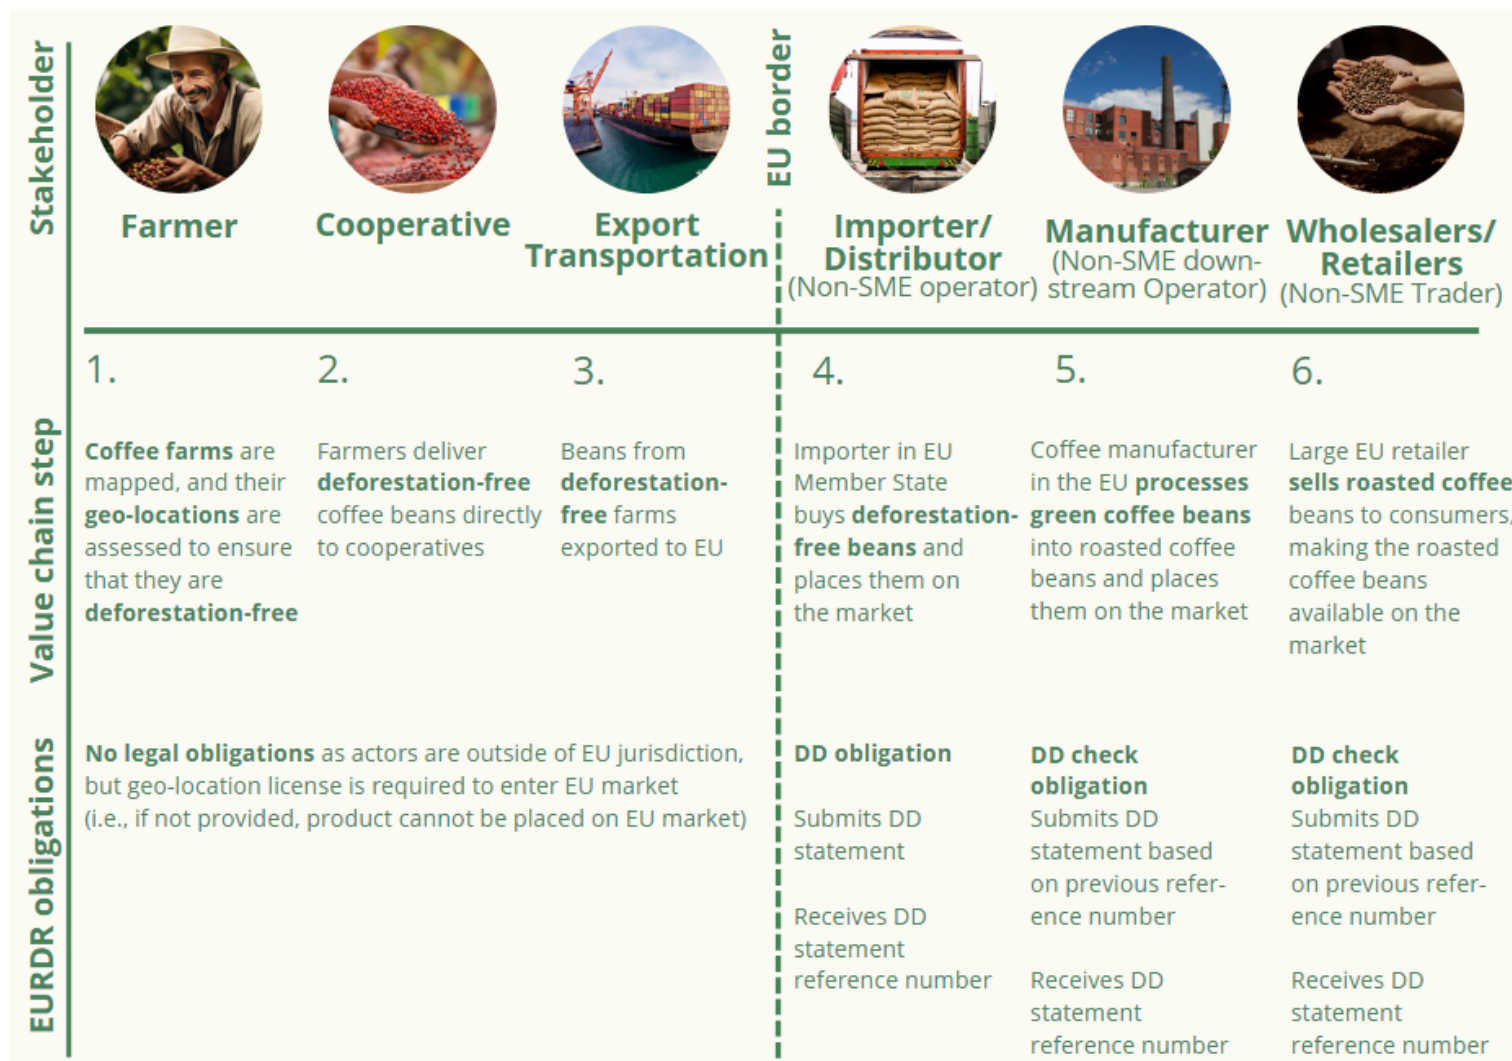 Stakeholder
EU border
Farmer
Cooperative
Export
Transportation
Importer/
Distributor
(Non-SME operator)
Manufacturer
(Non-SME down-
stream Operator)
Wholesalers/
Retailers
(Non-SME Trader)
Value chain step
1.
Coffee farms are
mapped, and their
geo-locations are
assessed to ensure
that they are
deforestation-free
2.
Farmers deliver
deforestation-free
coffee beans directly
to cooperatives
3.
Beans from
deforestation-
free farms
exported to EU
4.
Importer in EU
Member State
buys deforestation-
free beans and
places them on
the market
5.
Coffee manufacturer
in the EU processes
green coffee beans
into roasted coffee
beans and places
them on the market
6.
Large EU retailer
sells roasted coffee
beans to consumers,
making the roasted
coffee beans
available on the
market
EURDR obligations
No legal obligations as actors are outside of EU jurisdiction,
but geo-location license is required to enter EU market
(i.e., if not provided, product cannot be placed on EU market)
DD obligation
Submits DD
statement
Receives DD
statement
reference number
DD check
obligation
Submits DD
statement based
on previous refer-
ence number
Receives DD
statement
reference number
DD check
obligation
Submits DD
statement based
on previous refer-
ence number
Receives DD
statement
reference number